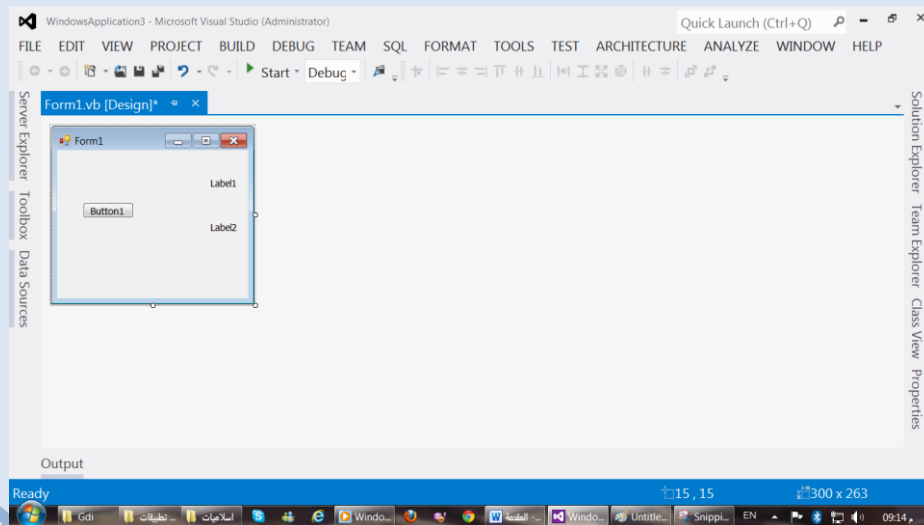 WindowsApplication3 - Microsoft Visual Studio (Administrator)
Quick Launch (Ctrl+Q)
FILE EDIT VIEW PROJECT BUILD DEBUG TEAM SQL FORMAT TOOLS TEST ARCHITECTURE ANALYZE WINDOW HELP
Start Debug
Form1.vb [Design]*
Server Explorer
Toolbox
Data Sources
Form1
Label1
Button1
Label2
Solution Explorer
Team Explorer
Class View
Properties
Output
Ready
15 , 15
300 x 263
Gdi
تطبيقات ...
اسلاميات
Windo...
المقدمة - ...
Windo...
Untitle...
Snippi...
EN
09:14